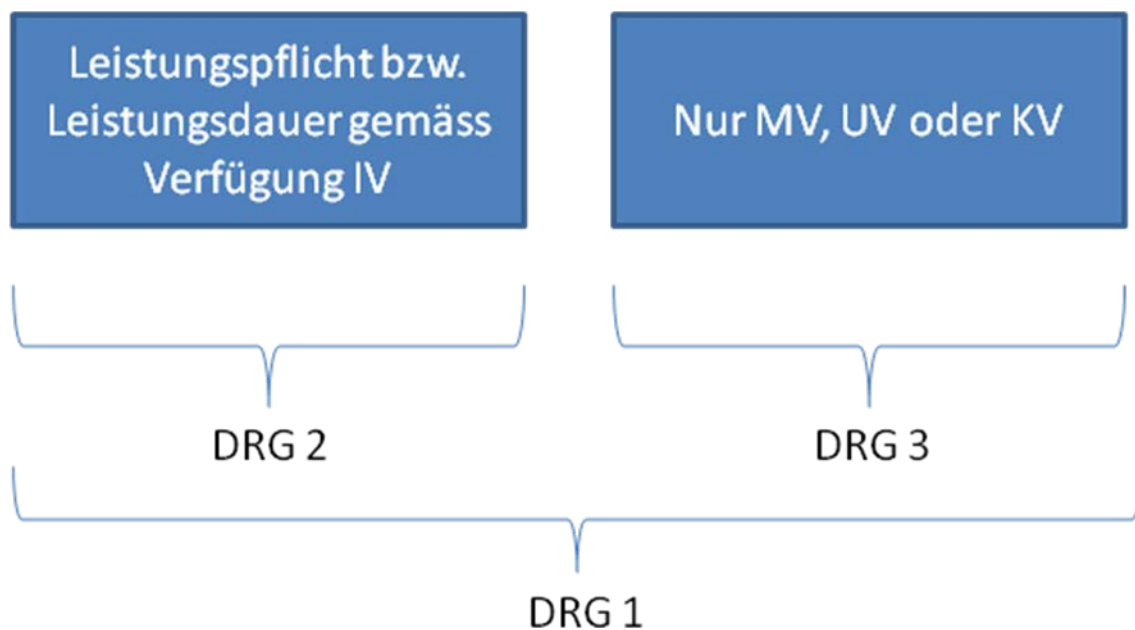 Leistungspflicht bzw.
Leistungsdauer gemäss
Verfügung IV
Nur MV, UV oder KV
DRG 2
DRG 3
DRG 1